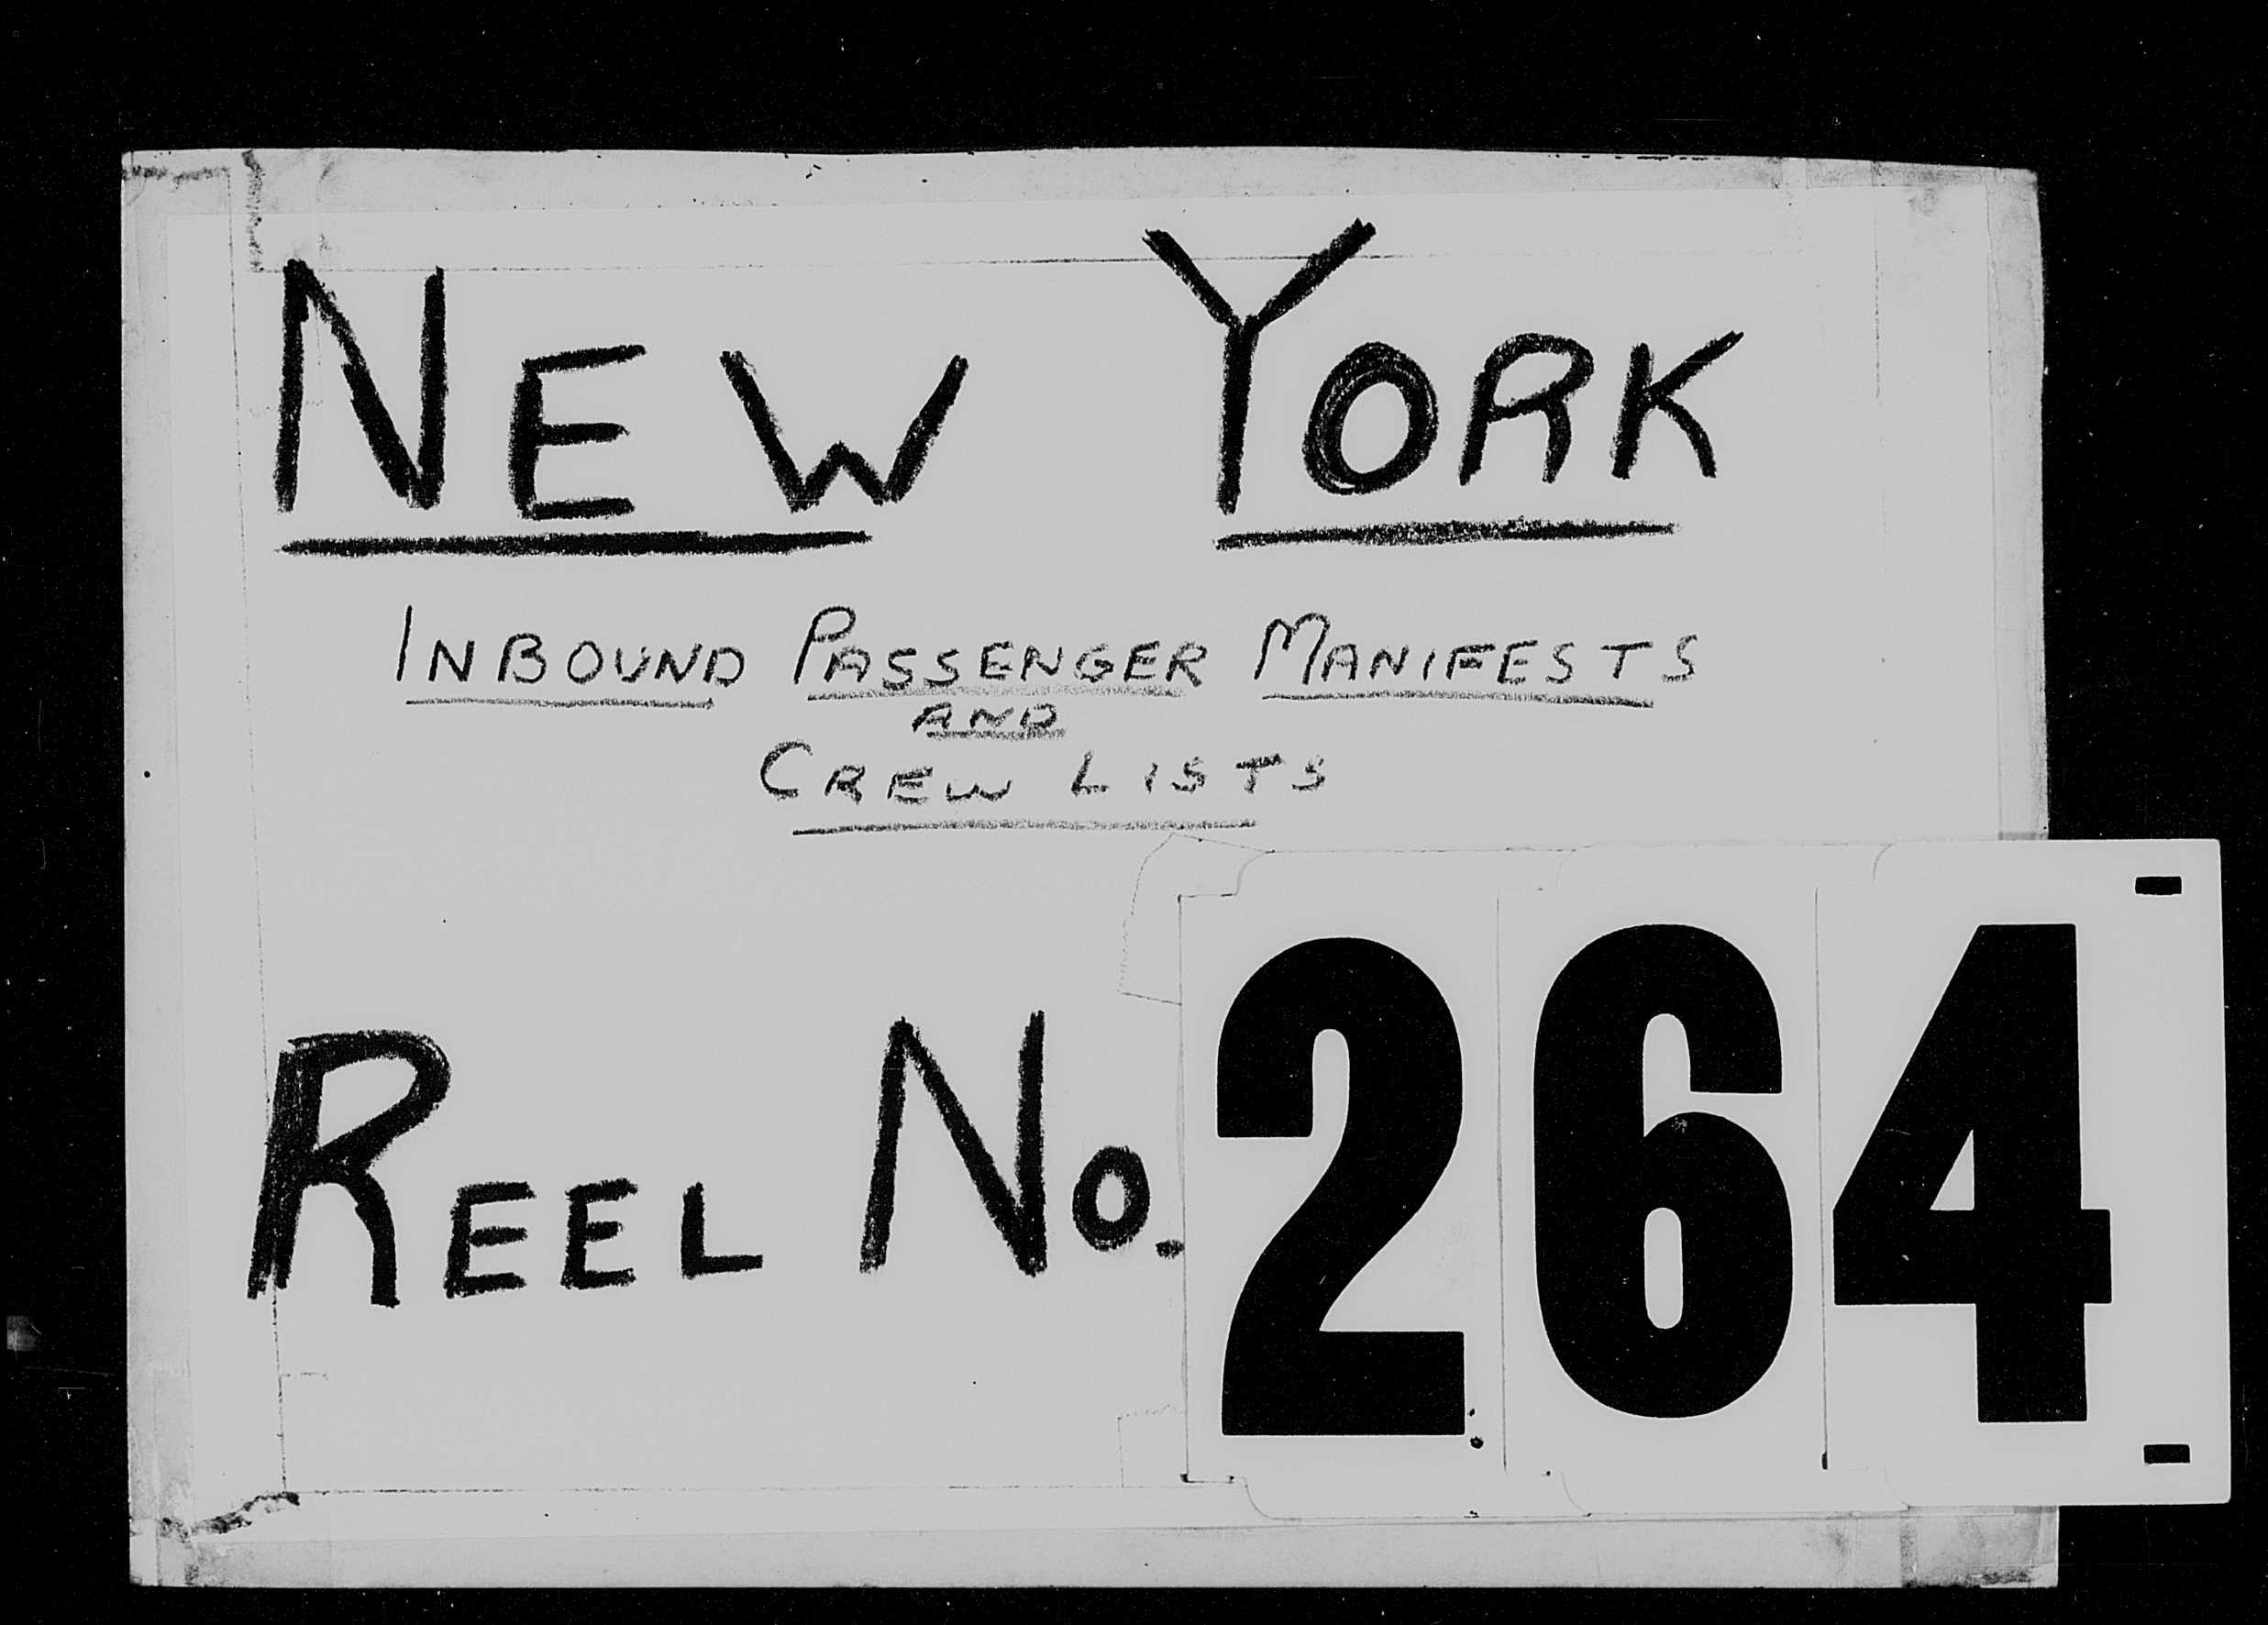 NEW YORK
INBOUND PASSENGER MANIFESTS
AND
CREW LISTS
REEL NO. 264